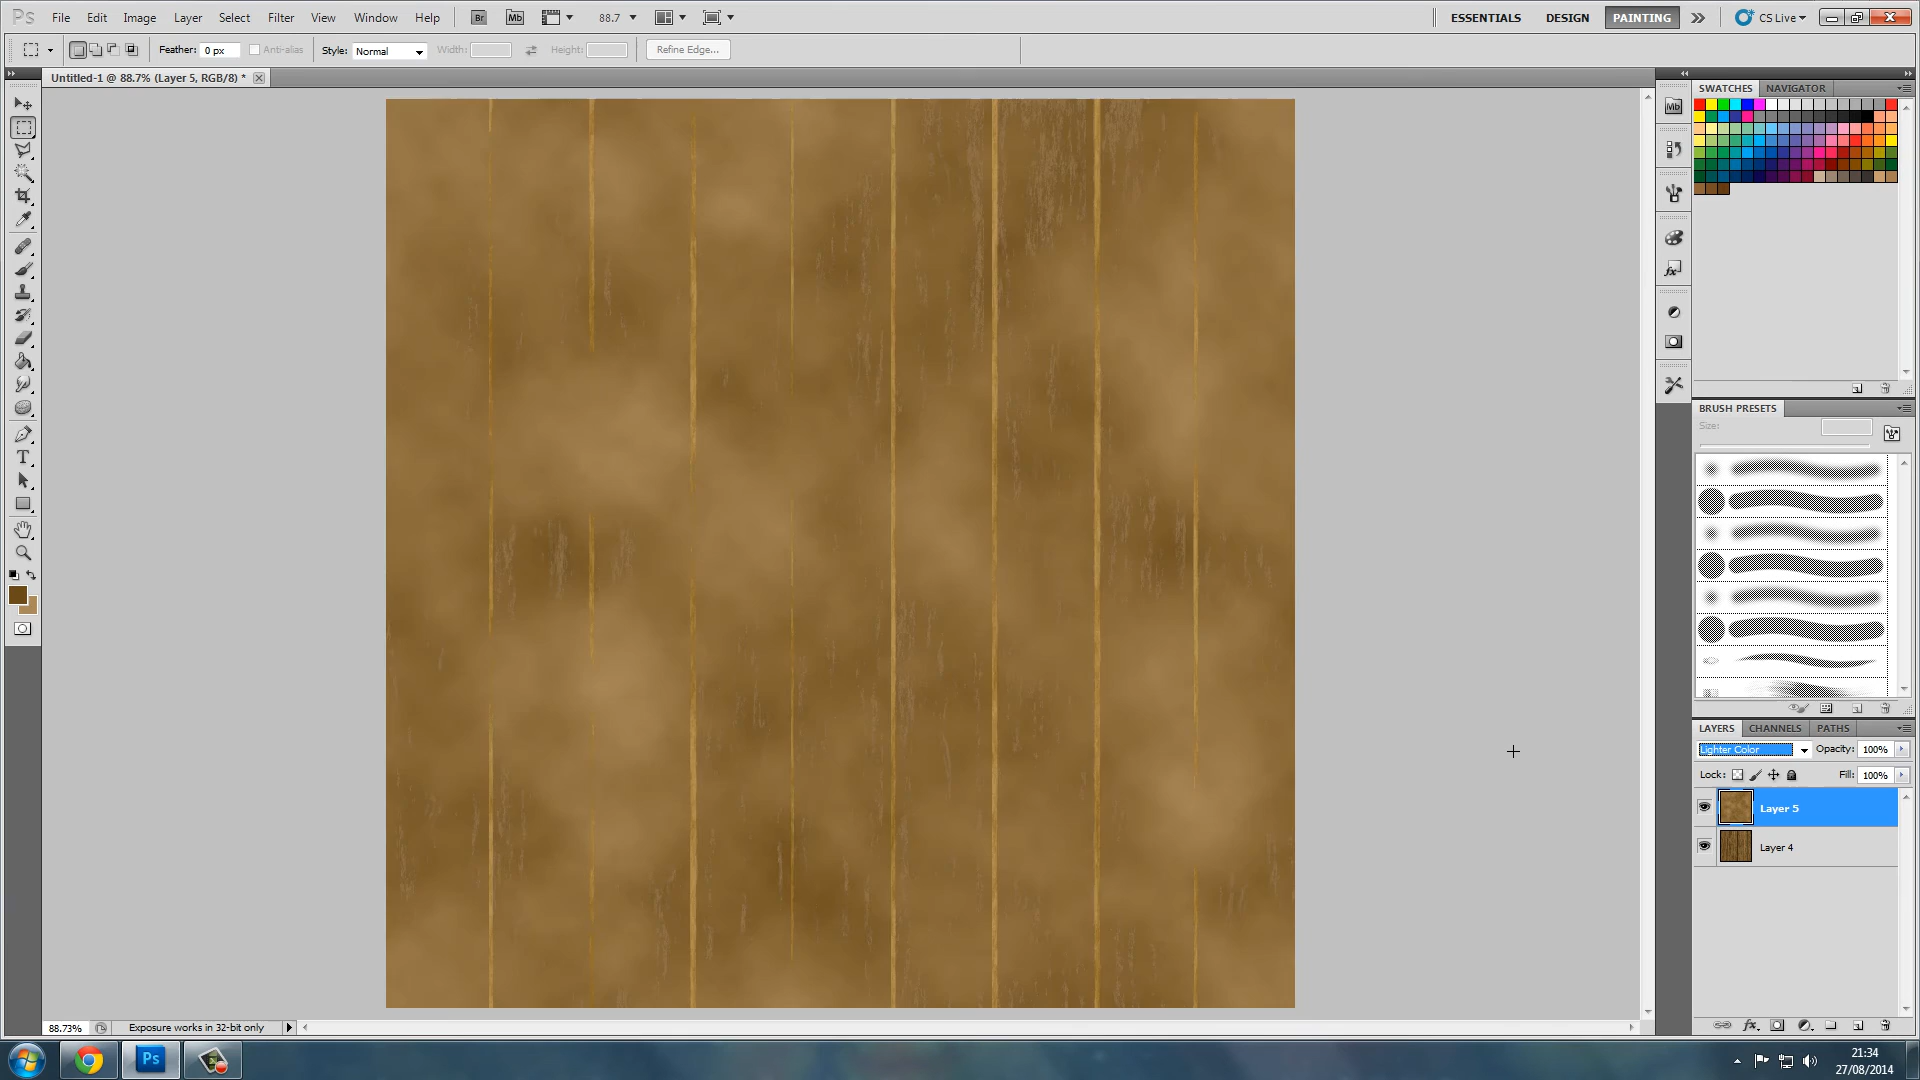 Ps File Edit Image Layer Select Filter View Window Help Br Mb 88.7 ESSENTIALS DESIGN PAINTING CS Live
Feather: 0 px Anti-alias Style: Normal Width: Height: Refine Edge...
Untitled-1 @ 88.7% (Layer 5, RGB/8) *
SWATCHES NAVIGATOR
Mb
BRUSH PRESETS
Size:
LAYERS CHANNELS PATHS
Lighter Color Opacity: 100%
Lock: Fill: 100%
Layer 5
Layer 4
88.73% Exposure works in 32-bit only
Ps
21:34
27/08/2014